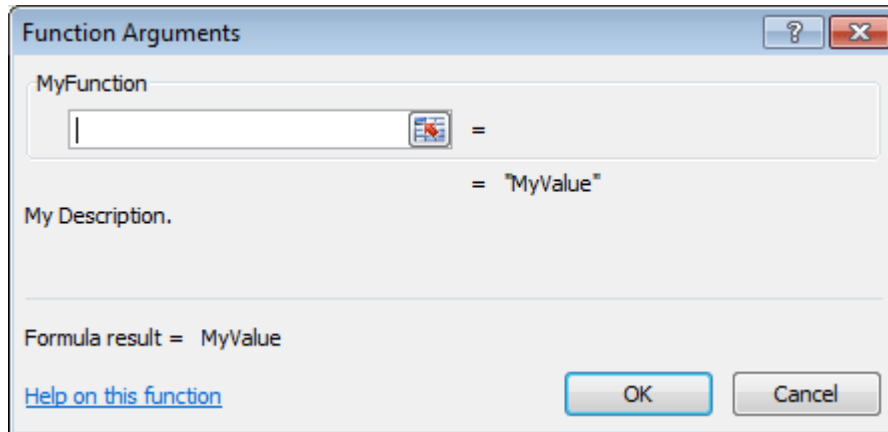 Function Arguments
MyFunction
=
= "MyValue"
My Description.
Formula result = MyValue
Help on this function
OK
Cancel